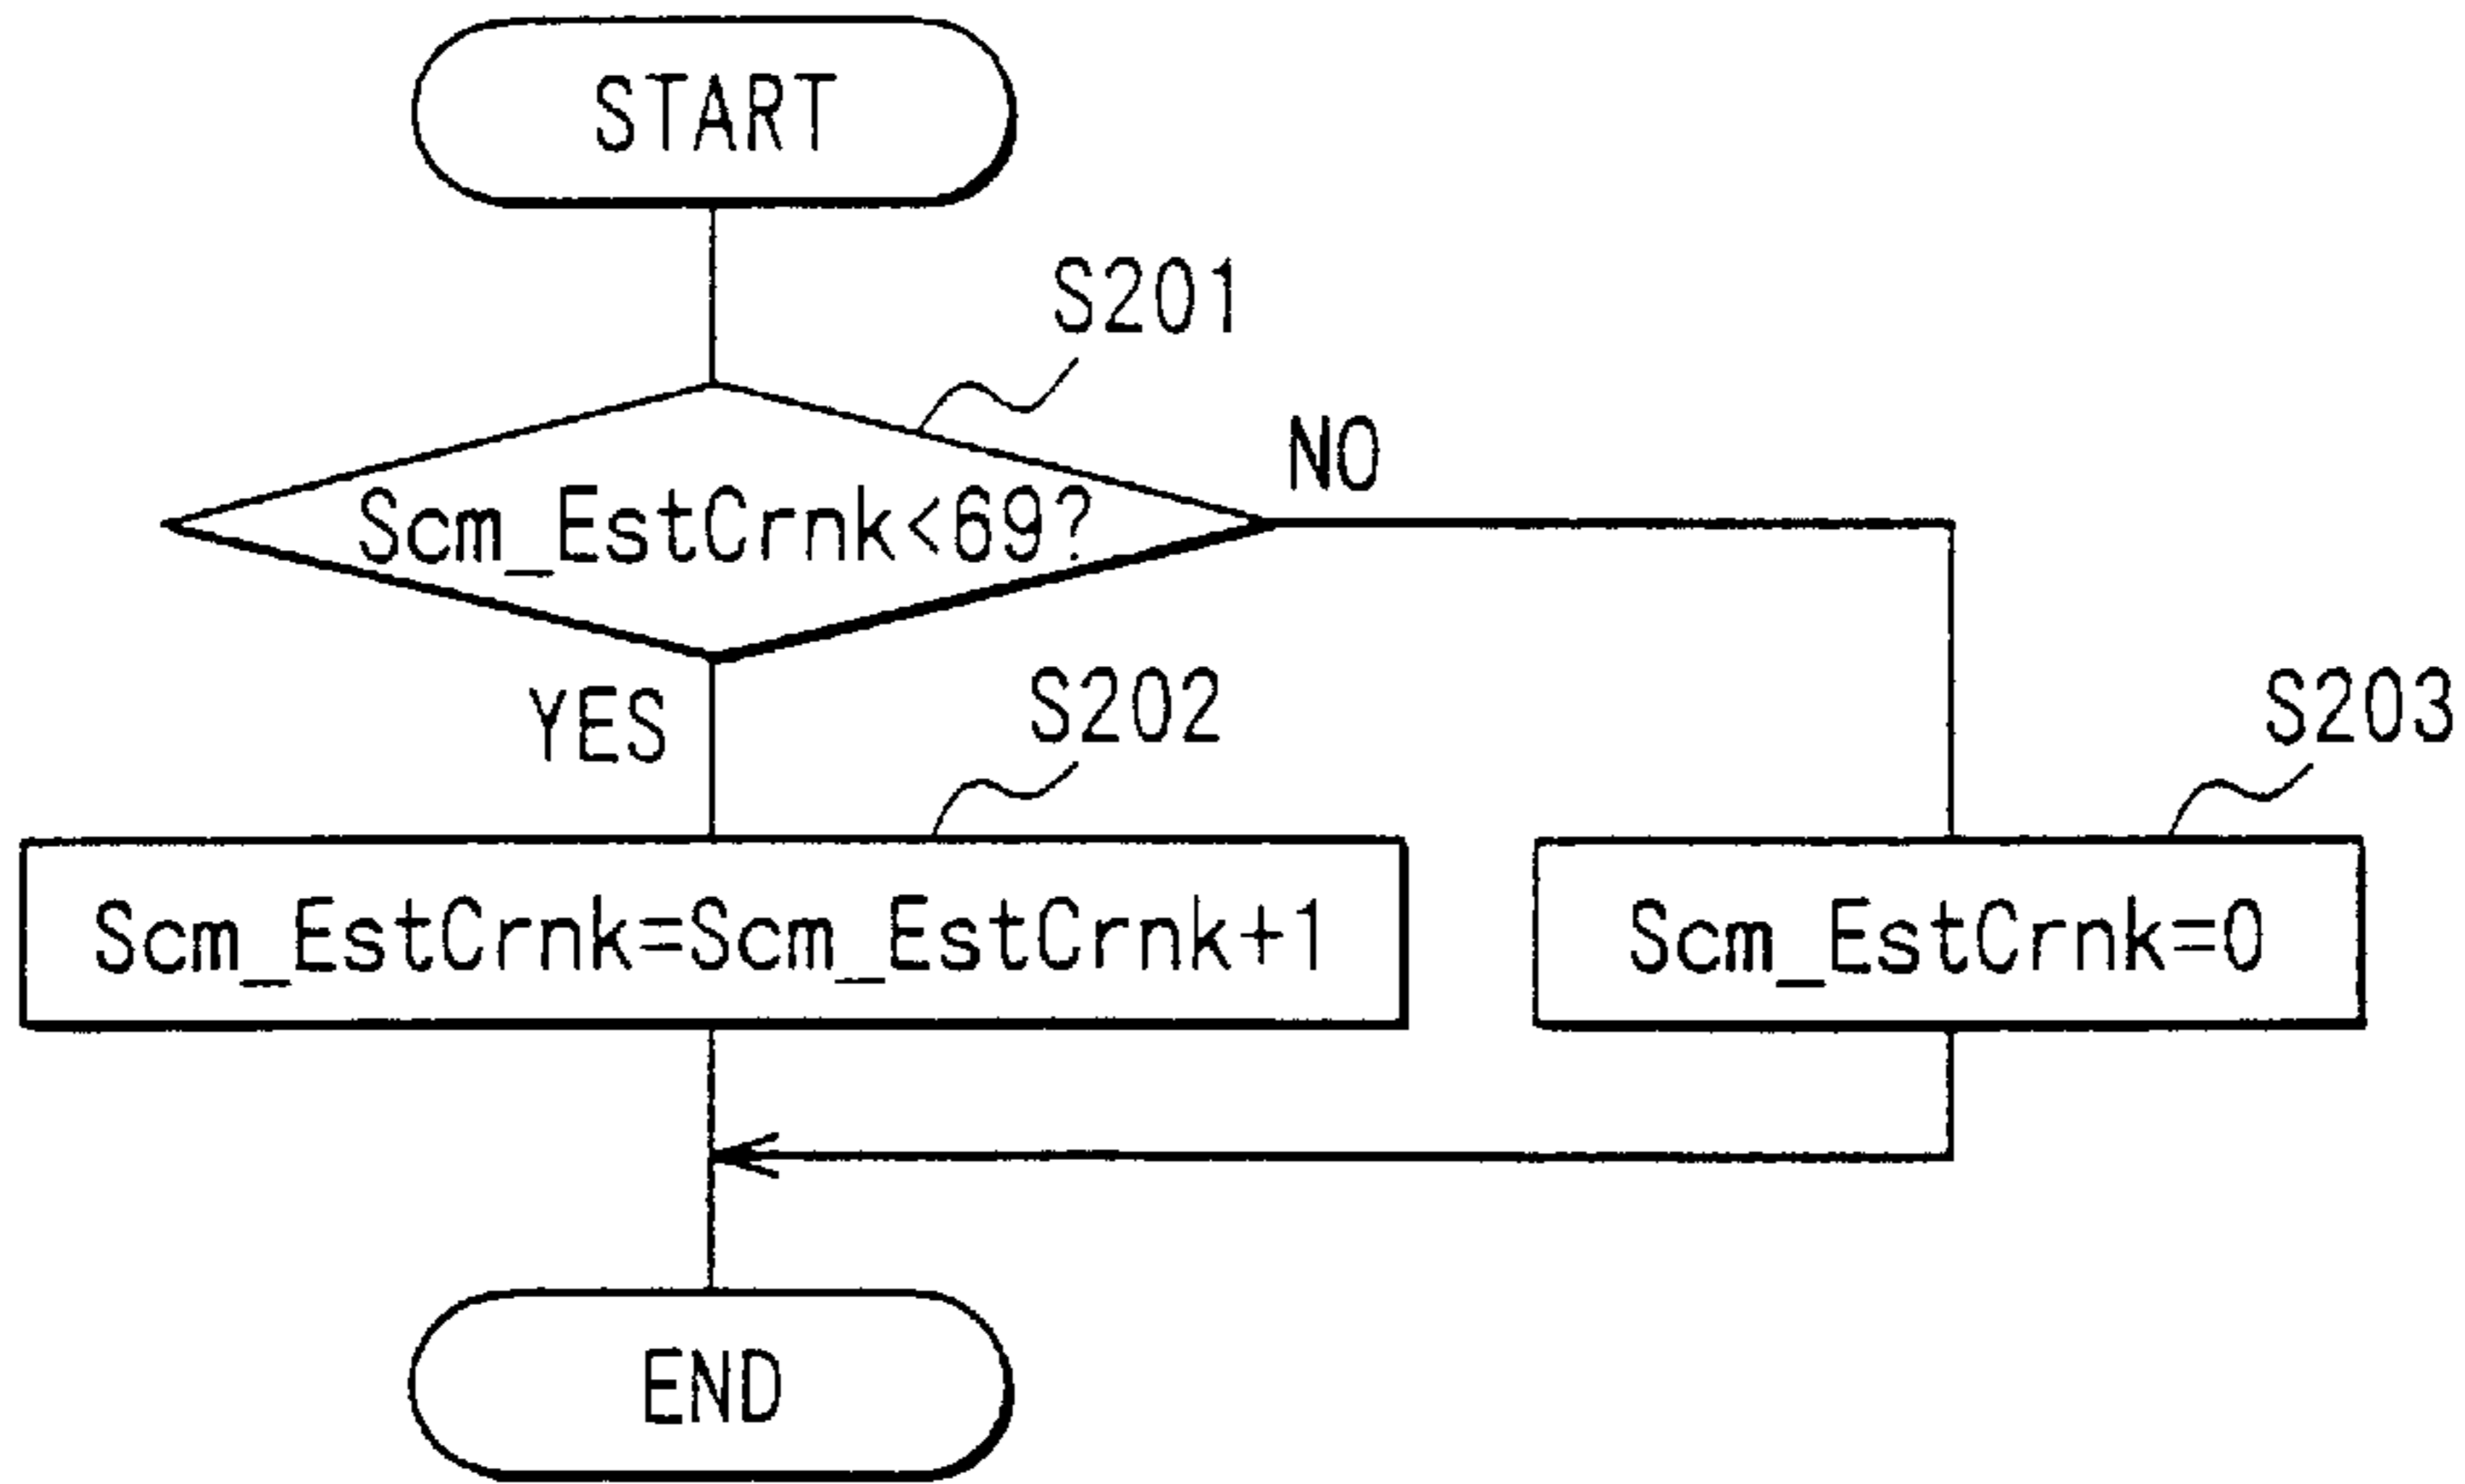 START
S201
NO
Scm_EstCrnk<69?
YES
S202
S203
Scm_EstCrnk=Scm_EstCrnk+1
Scm_EstCrnk=0
END